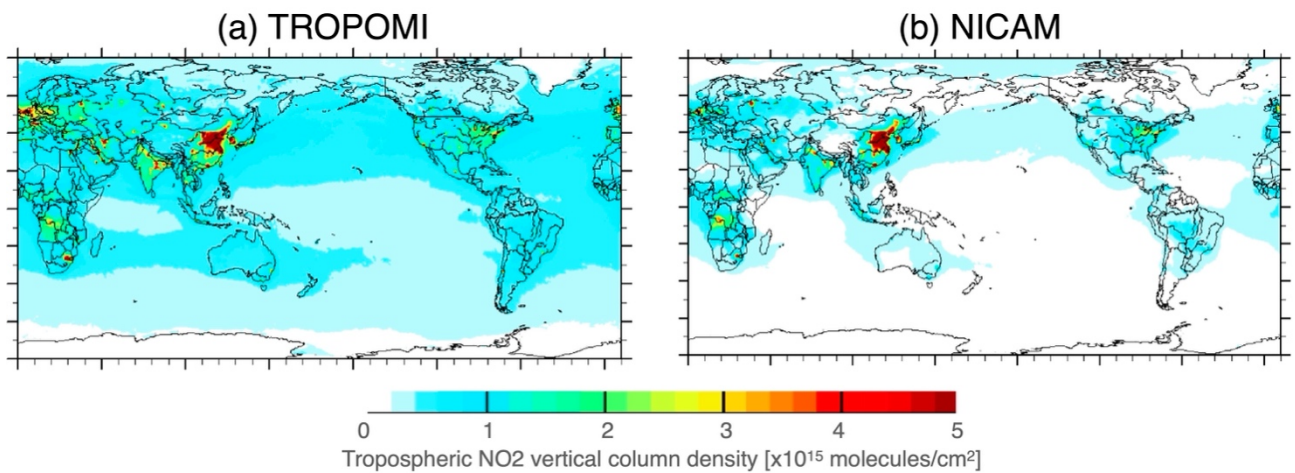 (a) TROPOMI
(b) NICAM
0 1 2 3 4 5
Tropospheric NO2 vertical column density [x10¹⁵ molecules/cm²]